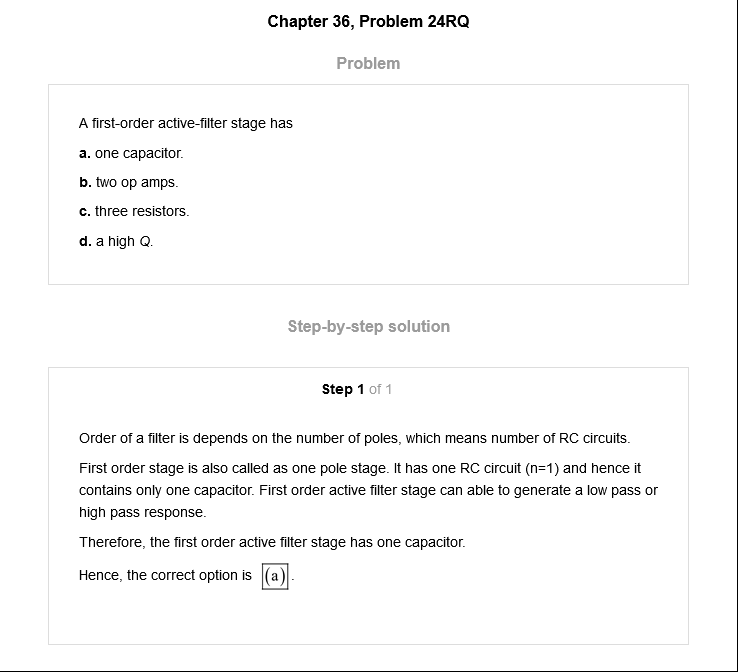 Chapter 36, Problem 24RQ
Problem
A first-order active-filter stage has
a. one capacitor.
b. two op amps.
c. three resistors.
d. a high Q.
Step-by-step solution
Step 1 of 1
Order of a filter is depends on the number of poles, which means number of RC circuits.
First order stage is also called as one pole stage. It has one RC circuit (n=1) and hence it
contains only one capacitor. First order active filter stage can able to generate a low pass or
high pass response.
Therefore, the first order active filter stage has one capacitor.
Hence, the correct option is (a).